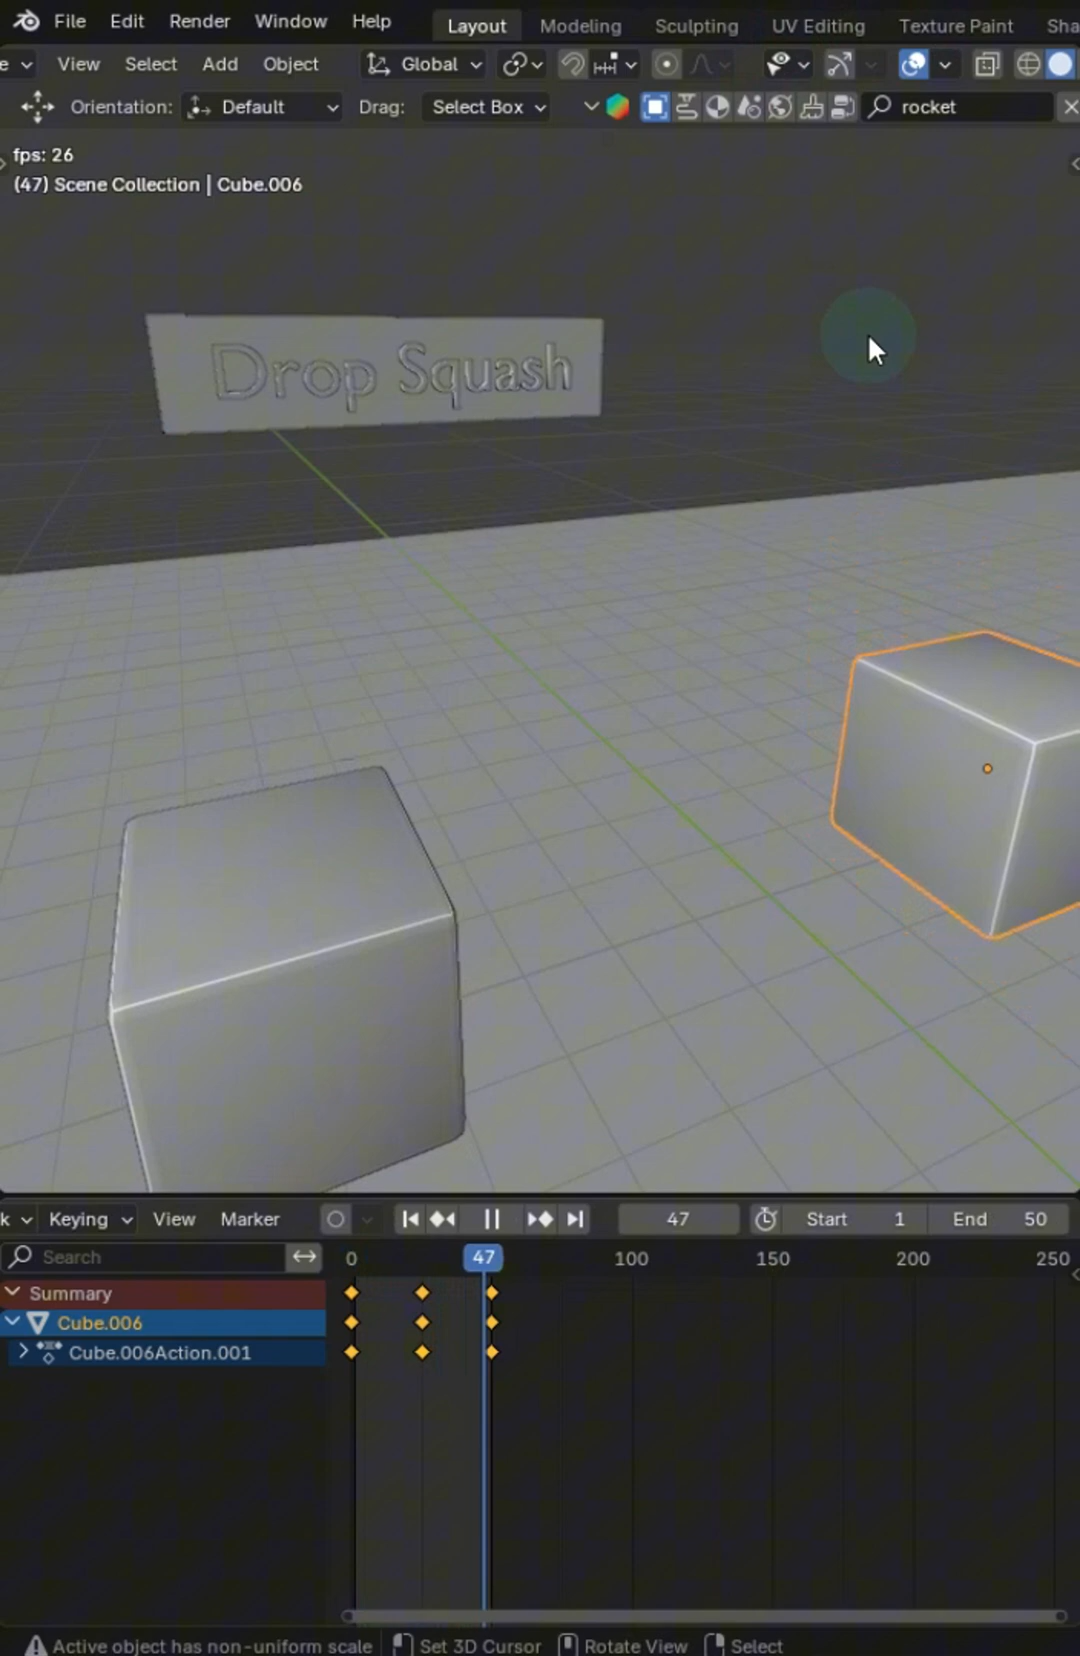 File Edit Render Window Help Layout Modeling Sculpting UV Editing Texture Paint Sha
e View Select Add Object Global
Orientation: Default Drag: Select Box rocket
fps: 26
(47) Scene Collection | Cube.006
Drop Squash
k Keying View Marker 47 Start 1 End 50
Search 0 47 100 150 200 250
Summary
Cube.006
Cube.006Action.001
Active object has non-uniform scale Set 3D Cursor Rotate View Select